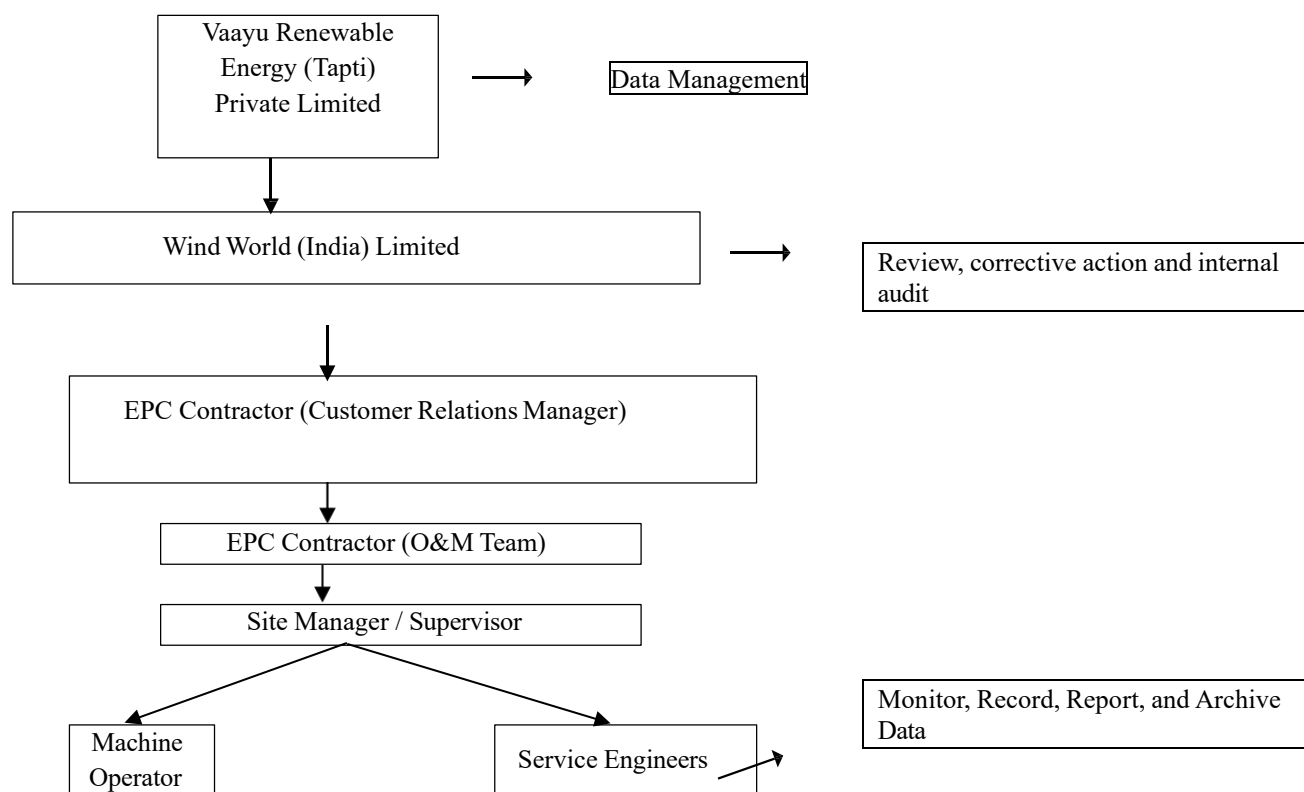 Vaayu Renewable
Energy (Tapti)
Private Limited
Data Management
Wind World (India) Limited
Review, corrective action and internal
audit
EPC Contractor (Customer Relations Manager)
EPC Contractor (O&M Team)
Site Manager / Supervisor
Monitor, Record, Report, and Archive
Data
Machine
Operator
Service Engineers